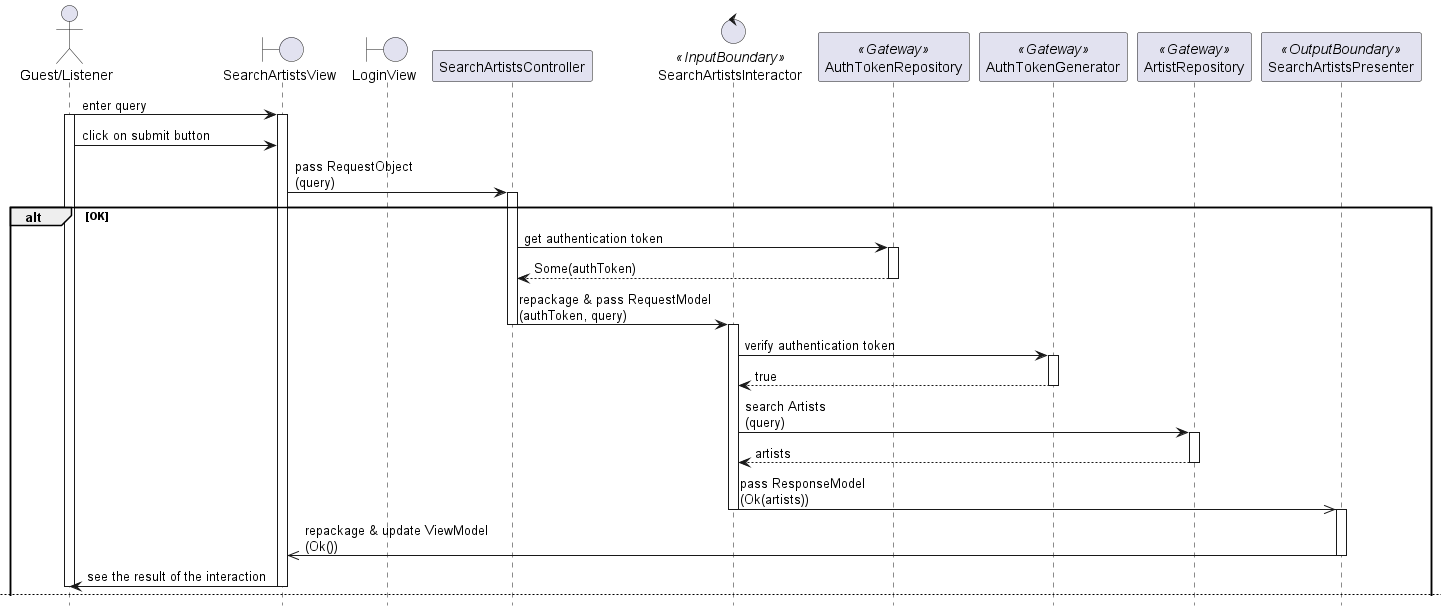 Guest/Listener
SearchArtistsView
LoginView
SearchArtistsController
«InputBoundary»
SearchArtistsInteractor
«Gateway»
AuthTokenRepository
«Gateway»
AuthTokenGenerator
«Gateway»
ArtistRepository
«OutputBoundary»
SearchArtistsPresenter
enter query
click on submit button
pass RequestObject
(query)
alt
[OK]
get authentication token
Some(authToken)
repackage & pass RequestModel
(authToken, query)
verify authentication token
true
search Artists
(query)
artists
pass ResponseModel
(Ok(artists))
repackage & update ViewModel
(Ok())
see the result of the interaction